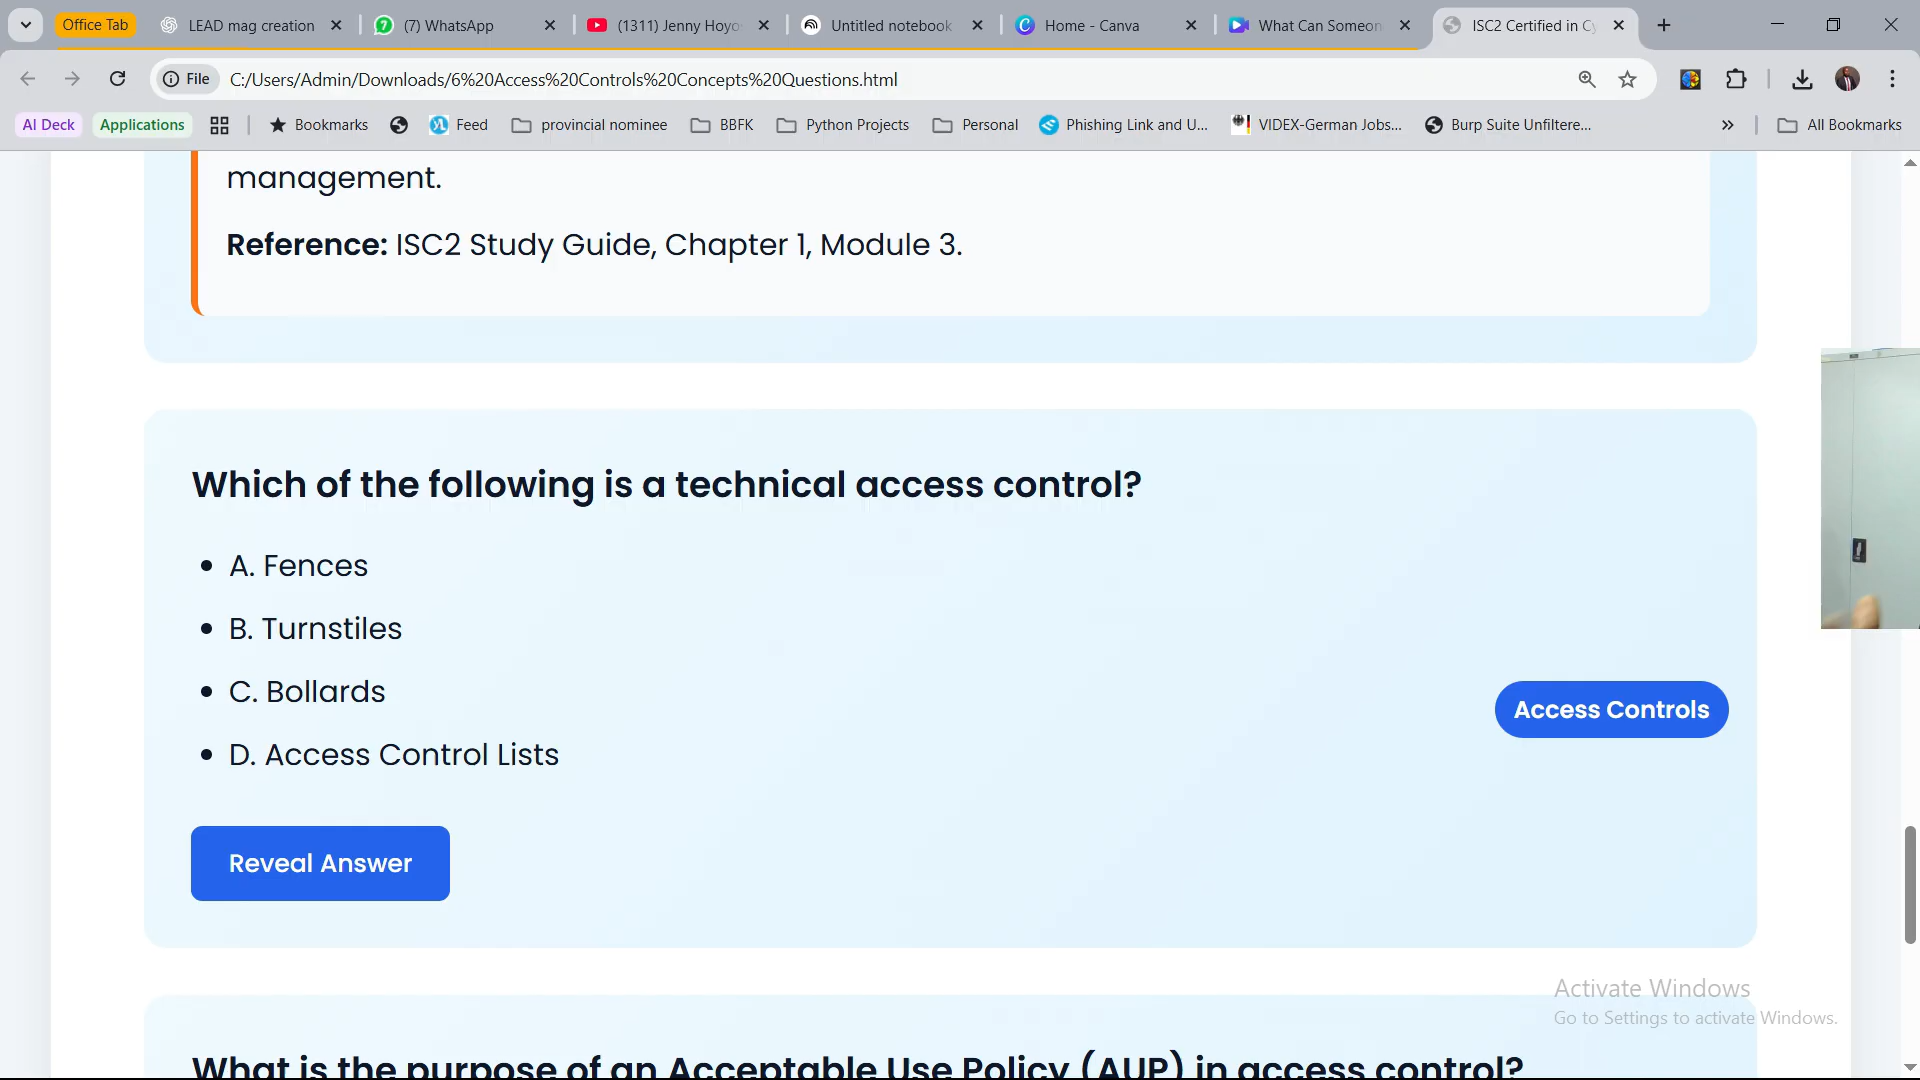 Office Tab
LEAD mag creation
(7) WhatsApp
(1311) Jenny Hoyo
Untitled notebook
Home - Canva
What Can Someon
ISC2 Certified in Cy
File
C:/Users/Admin/Downloads/6%20Access%20Controls%20Concepts%20Questions.html
AI Deck
Applications
Bookmarks
Feed
provincial nominee
BBFK
Python Projects
Personal
Phishing Link and U...
VIDEX-German Jobs...
Burp Suite Unfiltere...
All Bookmarks
management.
Reference: ISC2 Study Guide, Chapter 1, Module 3.
Which of the following is a technical access control?
A. Fences
B. Turnstiles
C. Bollards
D. Access Control Lists
Access Controls
Reveal Answer
Activate Windows
Go to Settings to activate Windows.
What is the purpose of an Acceptable Use Policy (AUP) in access control?